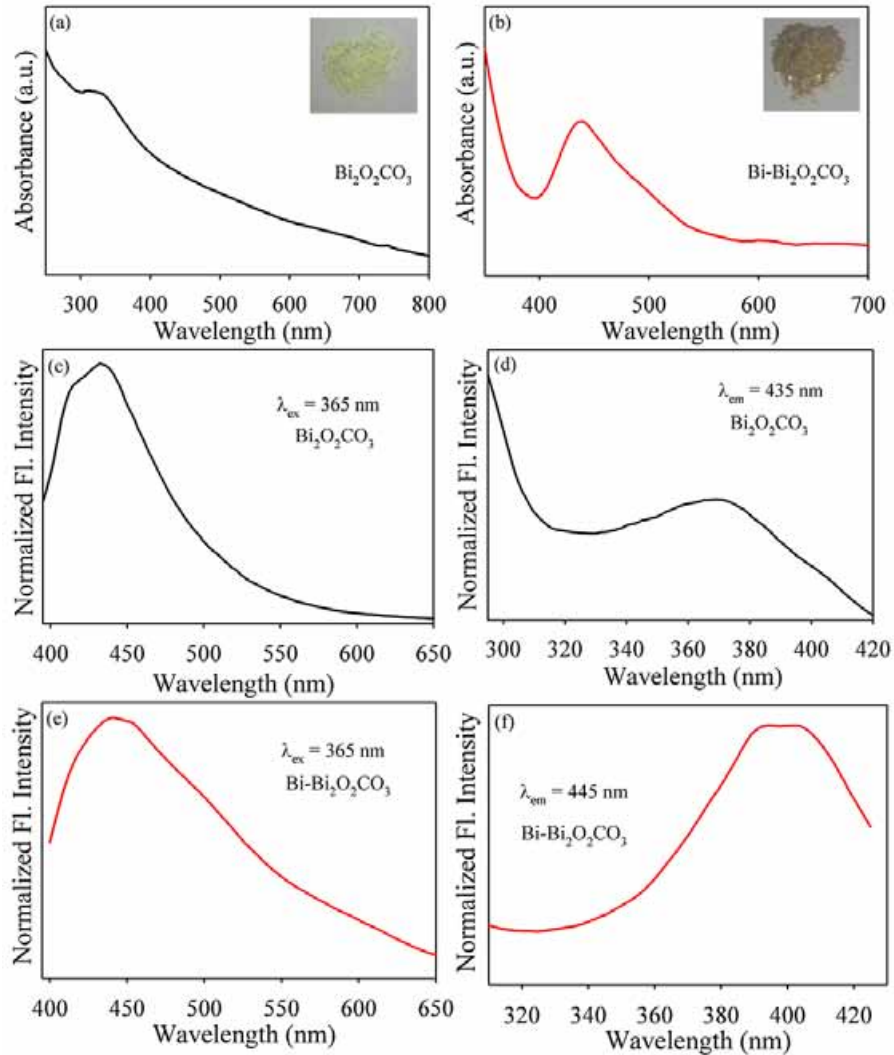 (a)
Bi₂O₂CO₃
Absorbance (a.u.)
300 400 500 600 700 800
Wavelength (nm)
(b)
Bi-Bi₂O₂CO₃
Absorbance (a.u.)
400 500 600 700
Wavelength (nm)
(c)
λex = 365 nm
Bi₂O₂CO₃
Normalized Fl. Intensity
400 450 500 550 600 650
Wavelength (nm)
(d)
λem = 435 nm
Bi₂O₂CO₃
Normalized Fl. Intensity
300 320 340 360 380 400 420
Wavelength (nm)
(e)
λex = 365 nm
Bi-Bi₂O₂CO₃
Normalized Fl. Intensity
400 450 500 550 600 650
Wavelength (nm)
(f)
λem = 445 nm
Bi-Bi₂O₂CO₃
Normalized Fl. Intensity
320 340 360 380 400 420
Wavelength (nm)